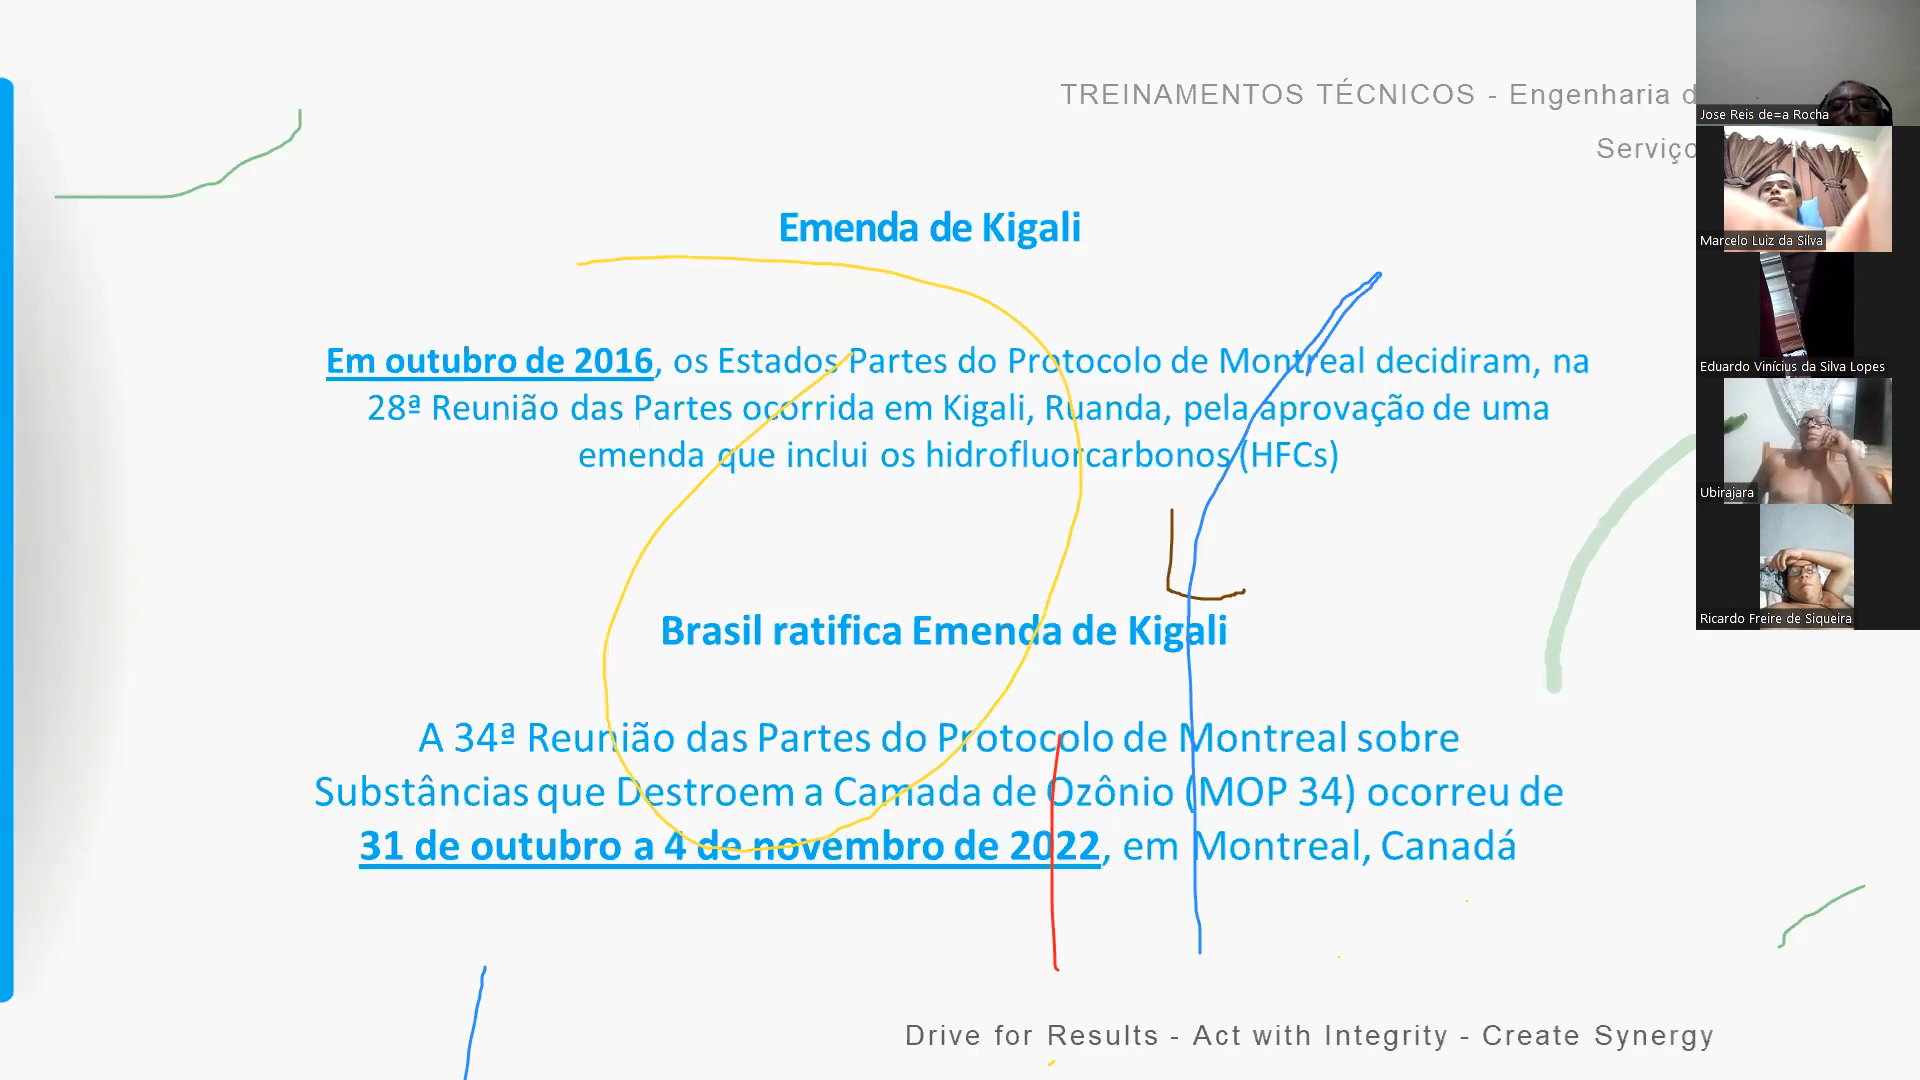 TREINAMENTOS TÉCNICOS - Engenharia d
Serviço
Emenda de Kigali
Em outubro de 2016, os Estados Partes do Protocolo de Montreal decidiram, na
28ª Reunião das Partes ocorrida em Kigali, Ruanda, pela aprovação de uma
emenda que inclui os hidrofluorcarbonos (HFCs)
Brasil ratifica Emenda de Kigali
A 34ª Reunião das Partes do Protocolo de Montreal sobre
Substâncias que Destroem a Camada de Ozônio (MOP 34) ocorreu de
31 de outubro a 4 de novembro de 2022, em Montreal, Canadá
Drive for Results - Act with Integrity - Create Synergy
Jose Reis de=a Rocha
Marcelo Luiz da Silva
Eduardo Vinícius da Silva Lopes
Ubirajara
Ricardo Freire de Siqueira